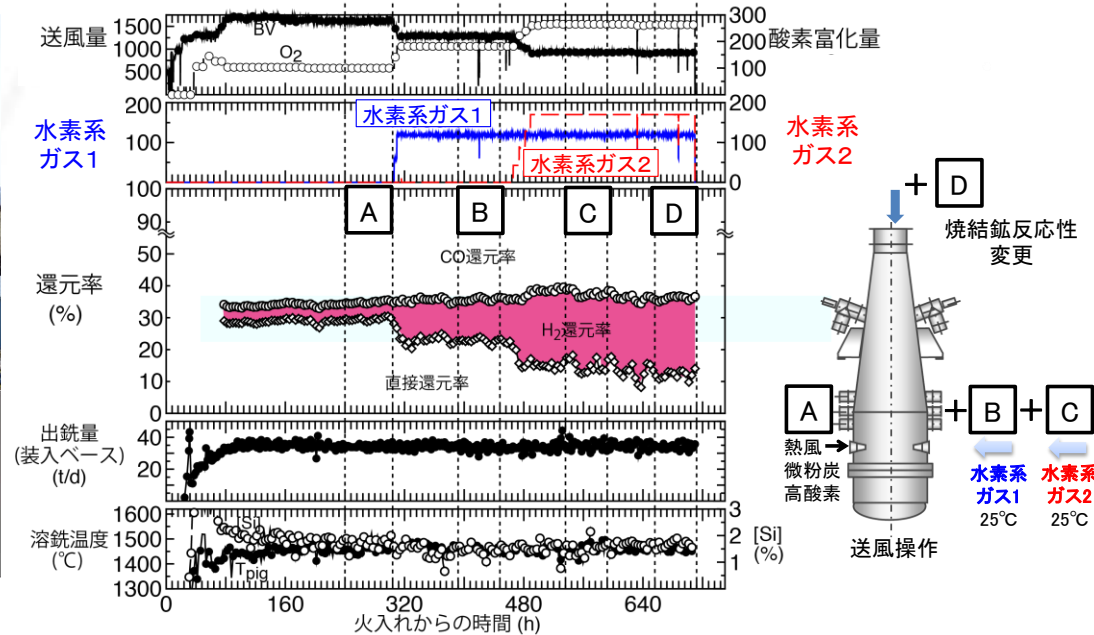 送風量
1500
1000
500
BV
O2
300
200
100
0
酸素富化量
水素系
ガス1
200
100
0
水素系ガス1
水素系ガス2
200
100
0
水素系
ガス2
還元率
(%)
100
90
50
40
30
20
10
0
A
B
C
D
CO還元率
H2還元率
直接還元率
出銑量
(装入ベース)
(t/d)
40
20
溶銑温度
(℃)
1600
1500
1400
1300
[Si]
Tpig
3
2
1
[Si]
(%)
0
160
320
480
640
火入れからの時間 (h)
+ D
焼結鉱反応性
変更
A
+ B + C
熱風
微粉炭
高酸素
水素系
ガス1
25℃
水素系
ガス2
25℃
送風操作